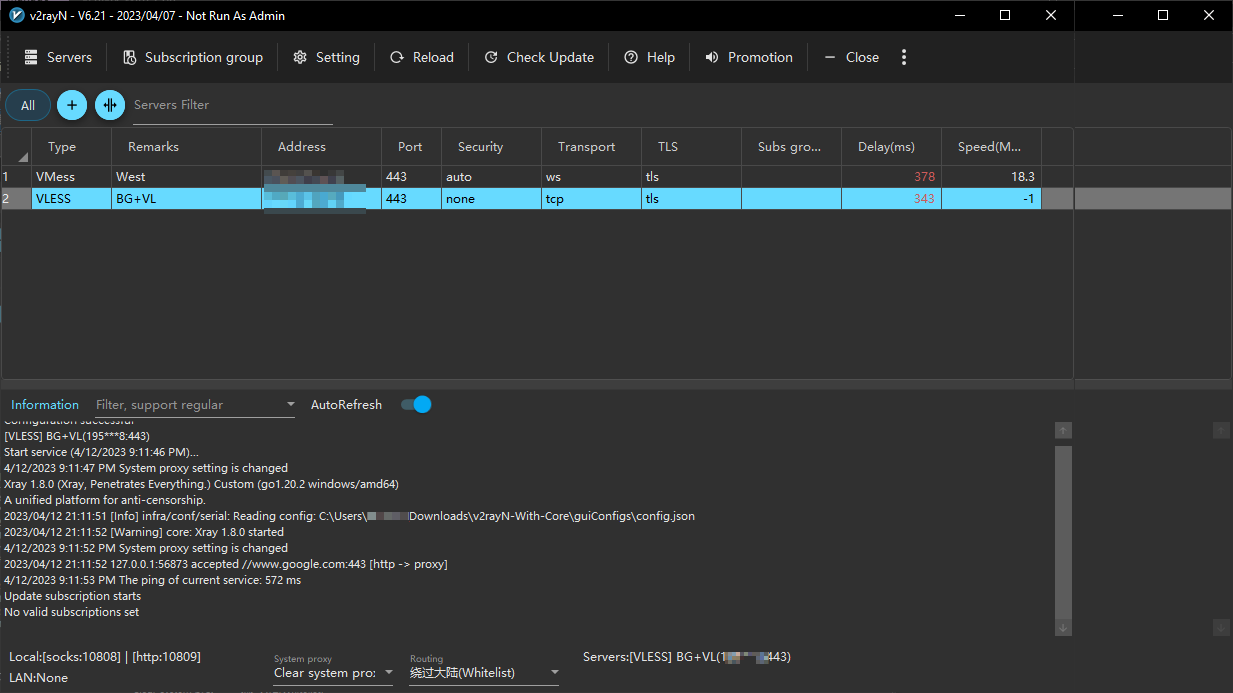 v2rayN - V6.21 - 2023/04/07 - Not Run As Admin
Servers Subscription group Setting Reload Check Update Help Promotion Close
All Servers Filter
Type Remarks Address Port Security Transport TLS Subs gro... Delay(ms) Speed(M...
1 VMess West 443 auto ws tls 378 18.3
2 VLESS BG+VL 443 none tcp tls 343 -1
Information Filter, support regular AutoRefresh
Configuration successful
[VLESS] BG+VL(195***8:443)
Start service (4/12/2023 9:11:46 PM)...
4/12/2023 9:11:47 PM System proxy setting is changed
Xray 1.8.0 (Xray, Penetrates Everything.) Custom (go1.20.2 windows/amd64)
A unified platform for anti-censorship.
2023/04/12 21:11:51 [Info] infra/conf/serial: Reading config: C:\Users\ Downloads\v2rayN-With-Core\guiConfigs\config.json
2023/04/12 21:11:52 [Warning] core: Xray 1.8.0 started
4/12/2023 9:11:52 PM System proxy setting is changed
2023/04/12 21:11:52 127.0.0.1:56873 accepted //www.google.com:443 [http -> proxy]
4/12/2023 9:11:53 PM The ping of current service: 572 ms
Update subscription starts
No valid subscriptions set
Local:[socks:10808] | [http:10809]
LAN:None
System proxy
Clear system pro:
Routing
绕过大陆(Whitelist)
Servers:[VLESS] BG+VL(1 443)